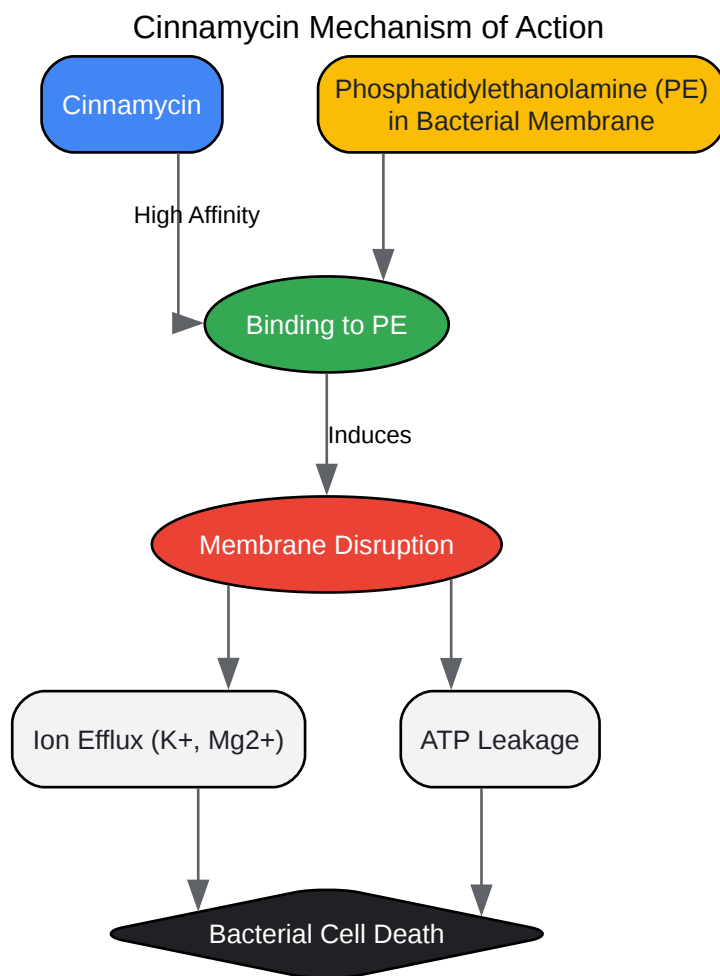 Cinnamycin Mechanism of Action
Cinnamycin
Phosphatidylethanolamine (PE)
in Bacterial Membrane
High Affinity
Binding to PE
Induces
Membrane Disruption
Ion Efflux (K+, Mg2+)
ATP Leakage
Bacterial Cell Death